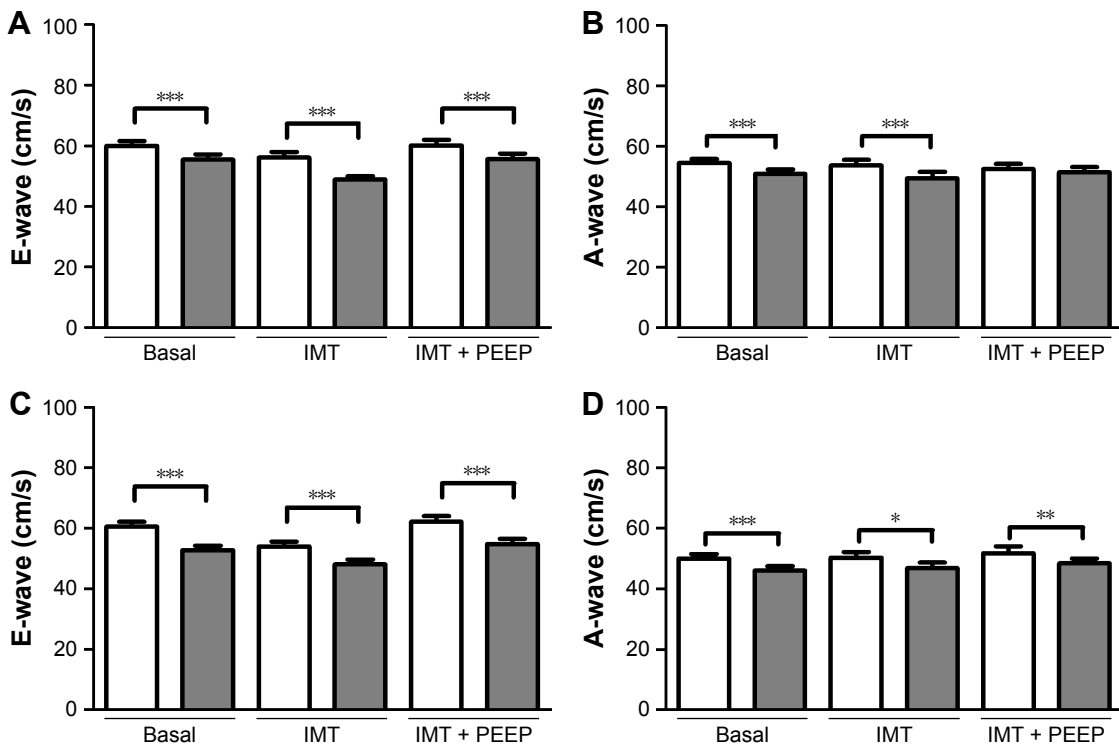 A
E-wave (cm/s)
100
80
60
40
20
0
***
***
***
Basal
IMT
IMT + PEEP
B
A-wave (cm/s)
100
80
60
40
20
0
***
***
Basal
IMT
IMT + PEEP
C
E-wave (cm/s)
100
80
60
40
20
0
***
***
***
Basal
IMT
IMT + PEEP
D
A-wave (cm/s)
100
80
60
40
20
0
***
*
**
Basal
IMT
IMT + PEEP